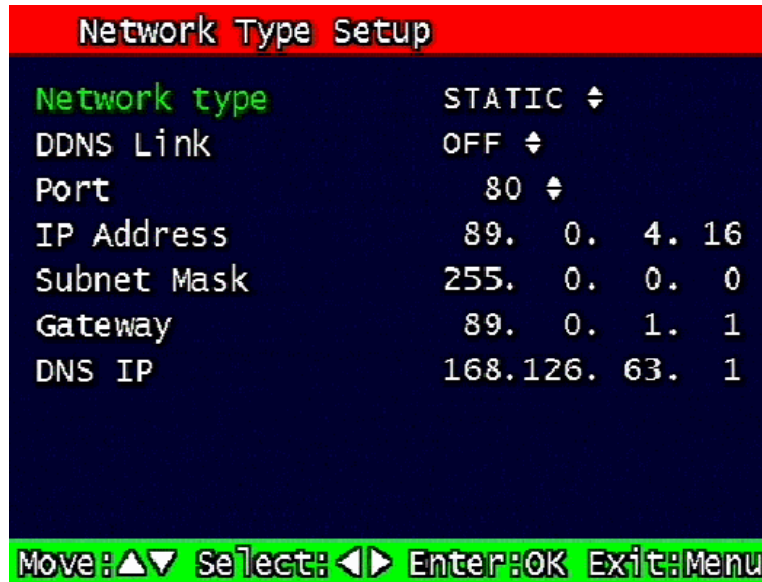 Network Type Setup
Network type STATIC
DDNS Link OFF
Port 80
IP Address 89. 0. 4. 16
Subnet Mask 255. 0. 0. 0
Gateway 89. 0. 1. 1
DNS IP 168.126. 63. 1
Move:△▽ Select:◁▷ Enter:OK Exit:Menu